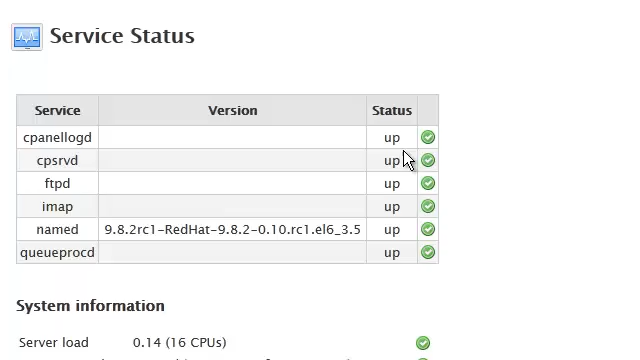 Service Status
Service Version Status
cpanellogd up
cpsrvd up
ftpd up
imap up
named 9.8.2rc1-RedHat-9.8.2-0.10.rc1.el6_3.5 up
queueprocd up
System information
Server load 0.14 (16 CPUs)